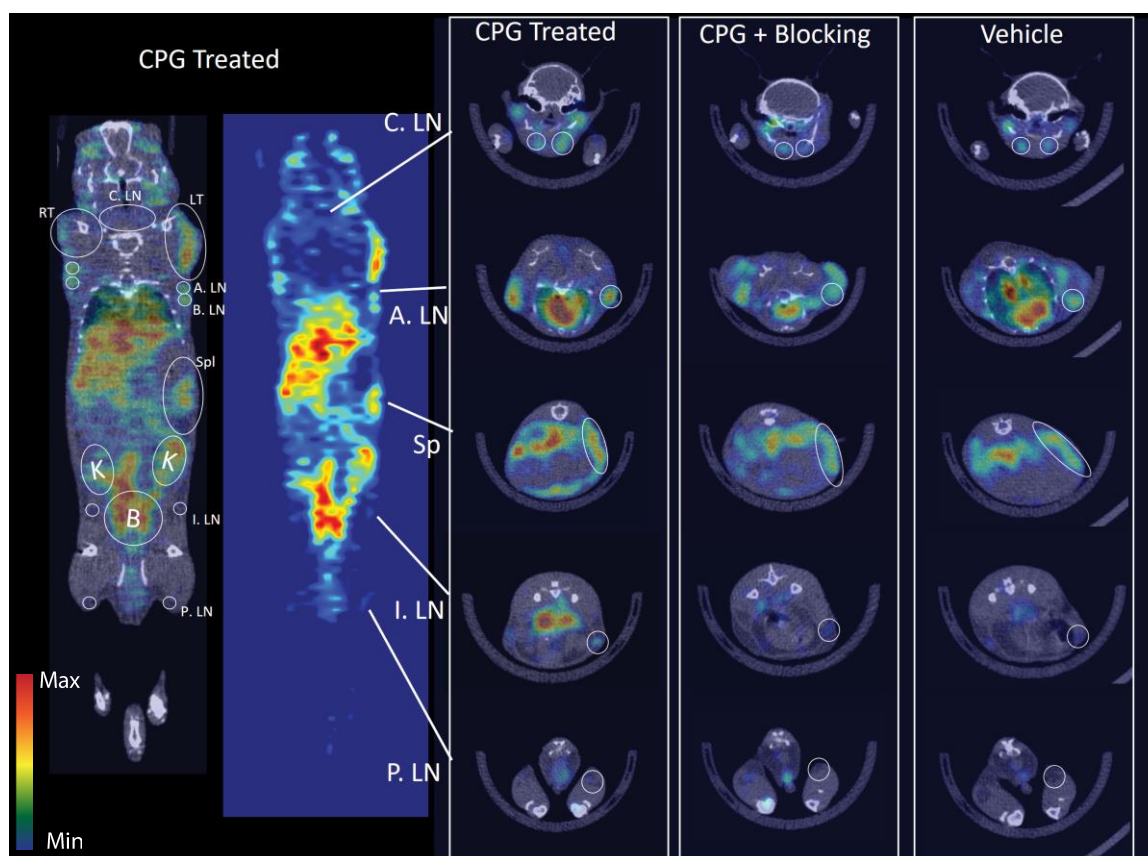 CPG Treated
CPG Treated
CPG + Blocking
Vehicle
C. LN
C. LN
LT
RT
A. LN
B. LN
A. LN
Spl
Sp
K
K
B
I. LN
I. LN
P. LN
P. LN
Max
Min